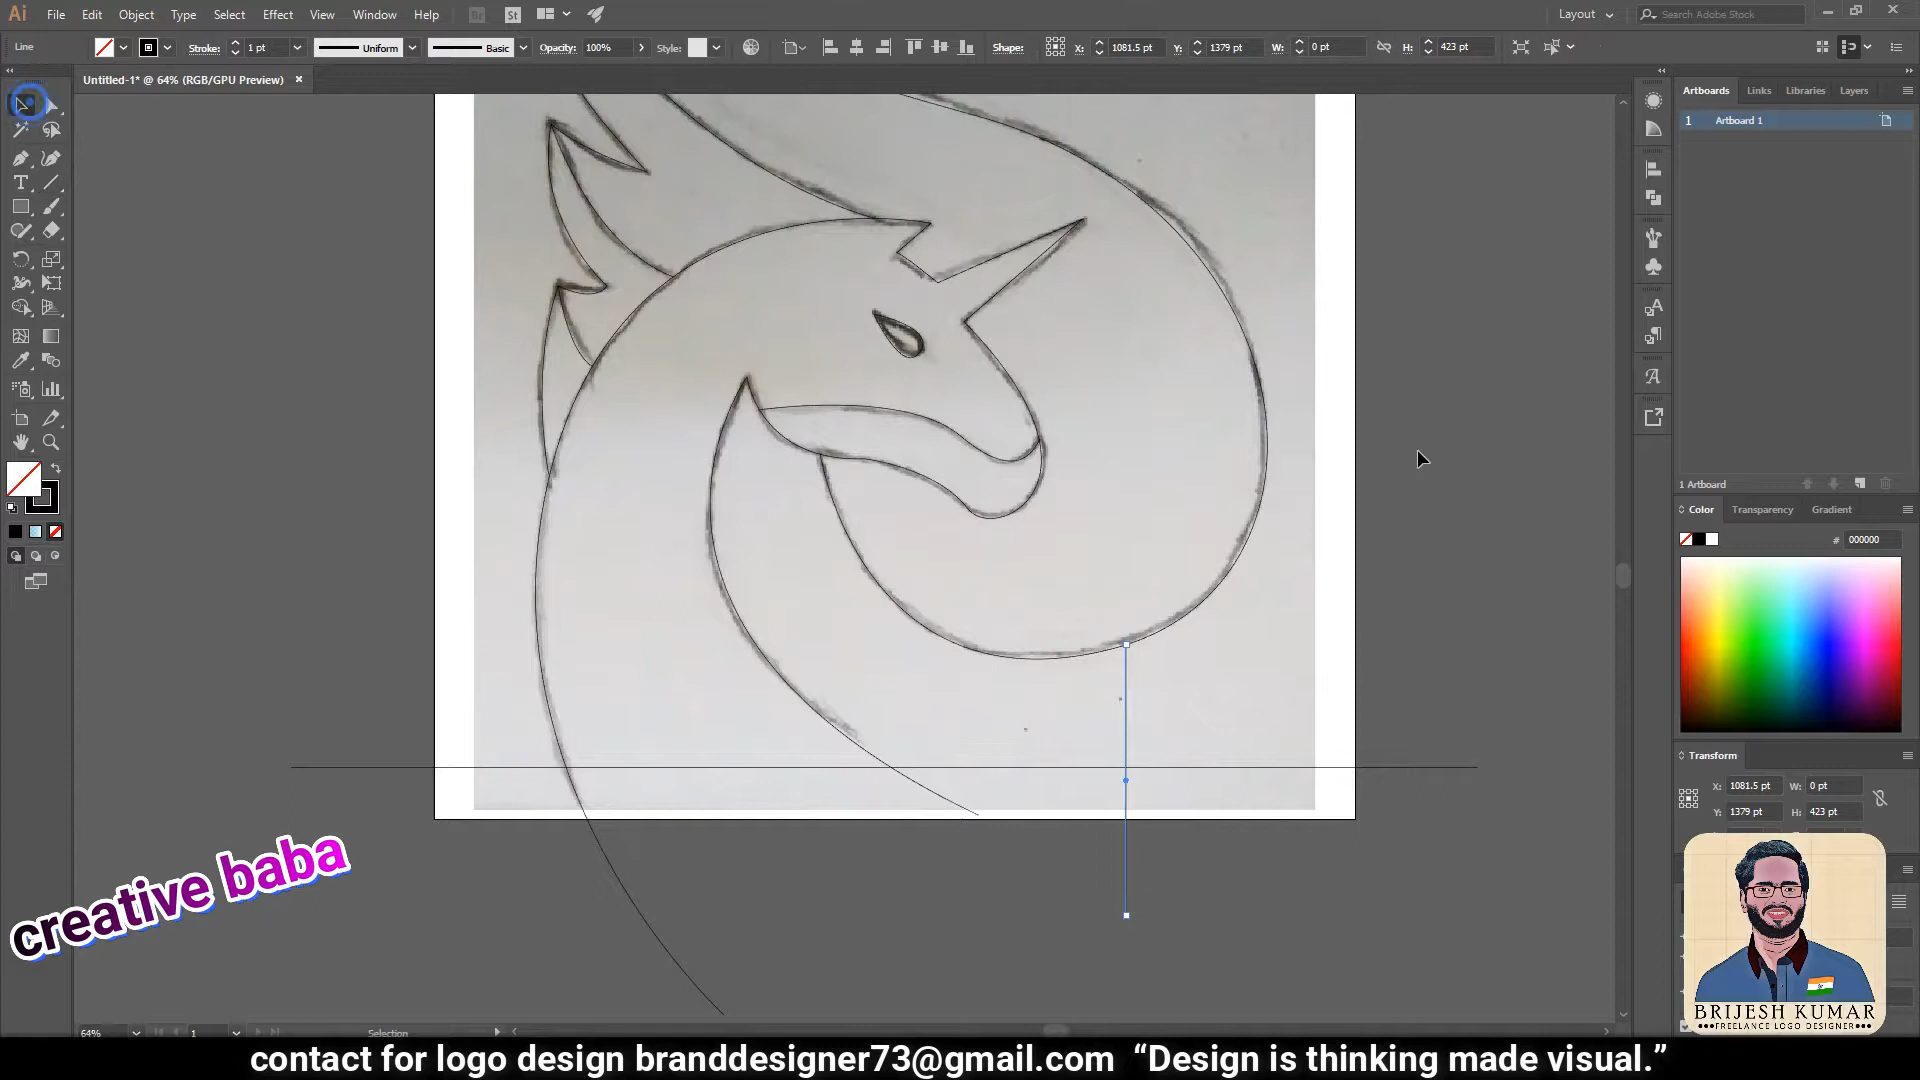 Ai File Edit Object Type Select Effect View Window Help Br St Layout Search Adobe Stock
Line Stroke: 1 pt Uniform Basic Opacity: 100% Style: Shape: X: 1081.5 pt Y: 1379 pt W: 0 pt H: 423 pt
Untitled-1* @ 64% (RGB/GPU Preview) ×
Artboards Links Libraries Layers
1 Artboard 1
1 Artboard
Color Transparency Gradient
# 000000
Transform
X: 1081.5 pt W: 0 pt
Y: 1379 pt H: 423 pt
creative baba
BRIJESH KUMAR
FREELANCE LOGO DESIGNER
64% 1 Selection
contact for logo design branddesigner73@gmail.com “Design is thinking made visual.”